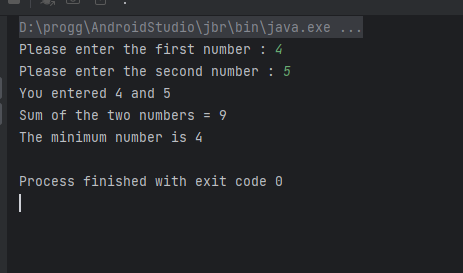 D:\progg\AndroidStudio\jbr\bin\java.exe ...
Please enter the first number : 4
Please enter the second number : 5
You entered 4 and 5
Sum of the two numbers = 9
The minimum number is 4
Process finished with exit code 0